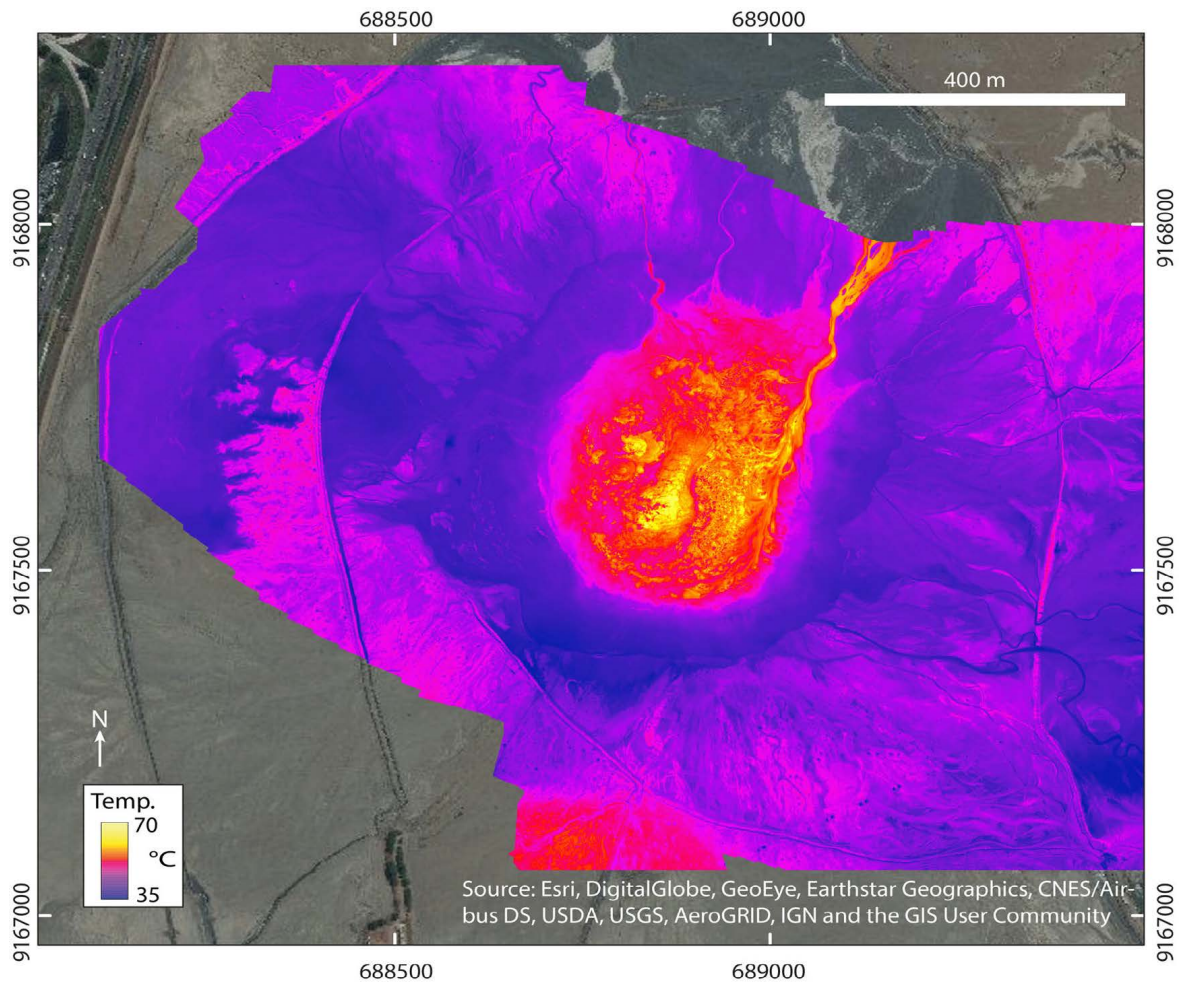 688500
689000
400 m
9168000
9168000
9167500
9167500
N
Temp.
70
°C
35
9167000
9167000
Source: Esri, DigitalGlobe, GeoEye, Earthstar Geographics, CNES/Air-
bus DS, USDA, USGS, AeroGRID, IGN and the GIS User Community
688500
689000